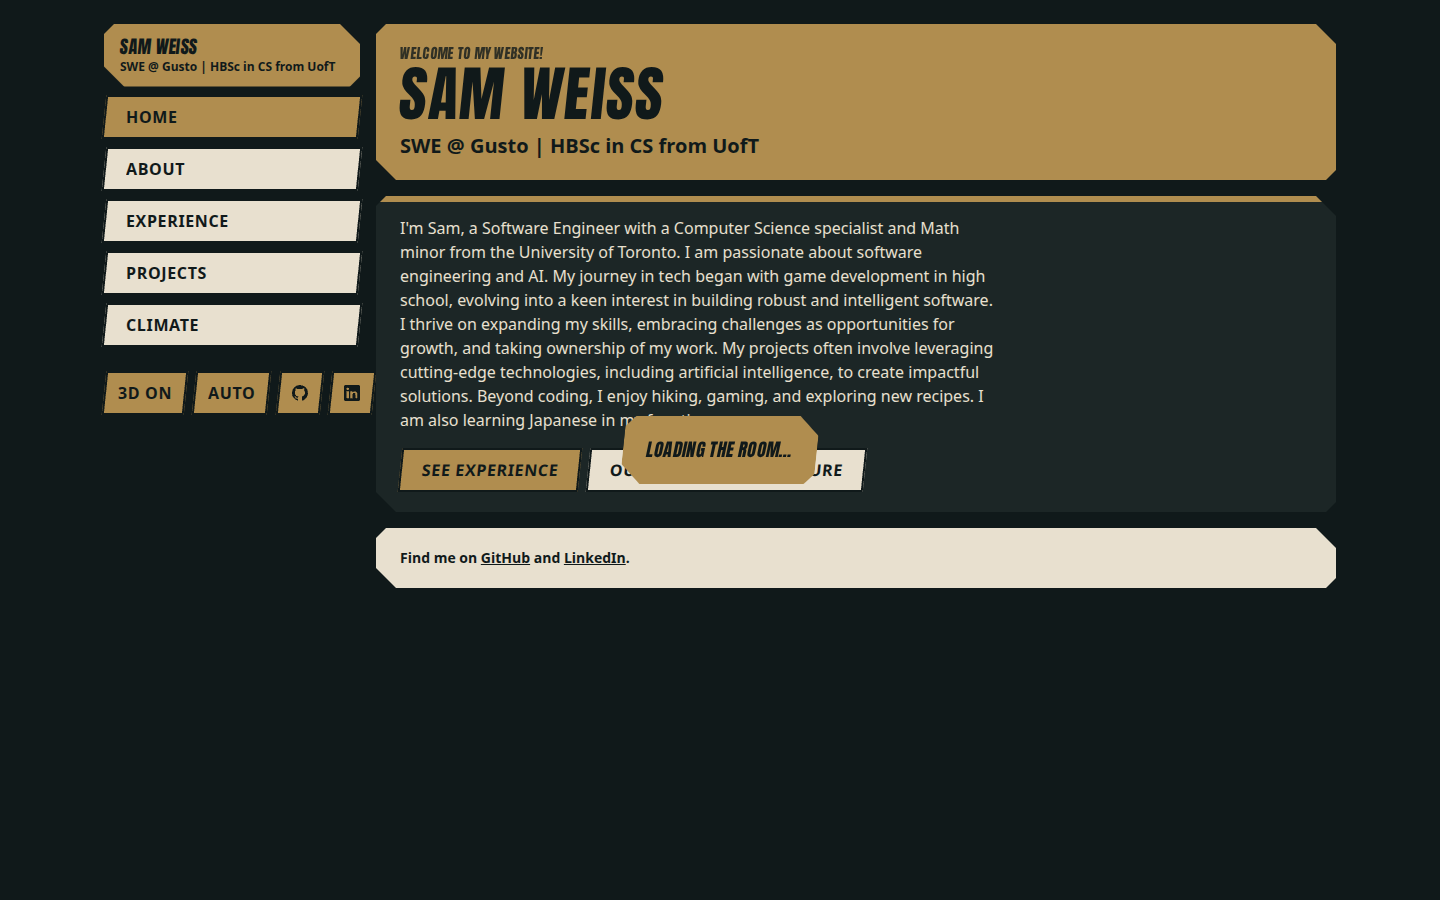 SAM WEISS
SWE @ Gusto | HBSc in CS from UofT
HOME
ABOUT
EXPERIENCE
PROJECTS
CLIMATE
3D ON
AUTO
WELCOME TO MY WEBSITE!
SAM WEISS
SWE @ Gusto | HBSc in CS from UofT
I'm Sam, a Software Engineer with a Computer Science specialist and Math
minor from the University of Toronto. I am passionate about software
engineering and AI. My journey in tech began with game development in high
school, evolving into a keen interest in building robust and intelligent software.
I thrive on expanding my skills, embracing challenges as opportunities for
growth, and taking ownership of my work. My projects often involve leveraging
cutting-edge technologies, including artificial intelligence, to create impactful
solutions. Beyond coding, I enjoy hiking, gaming, and exploring new recipes. I
am also learning Japanese in
LOADING THE ROOM...
SEE EXPERIENCE
Find me on GitHub and LinkedIn.